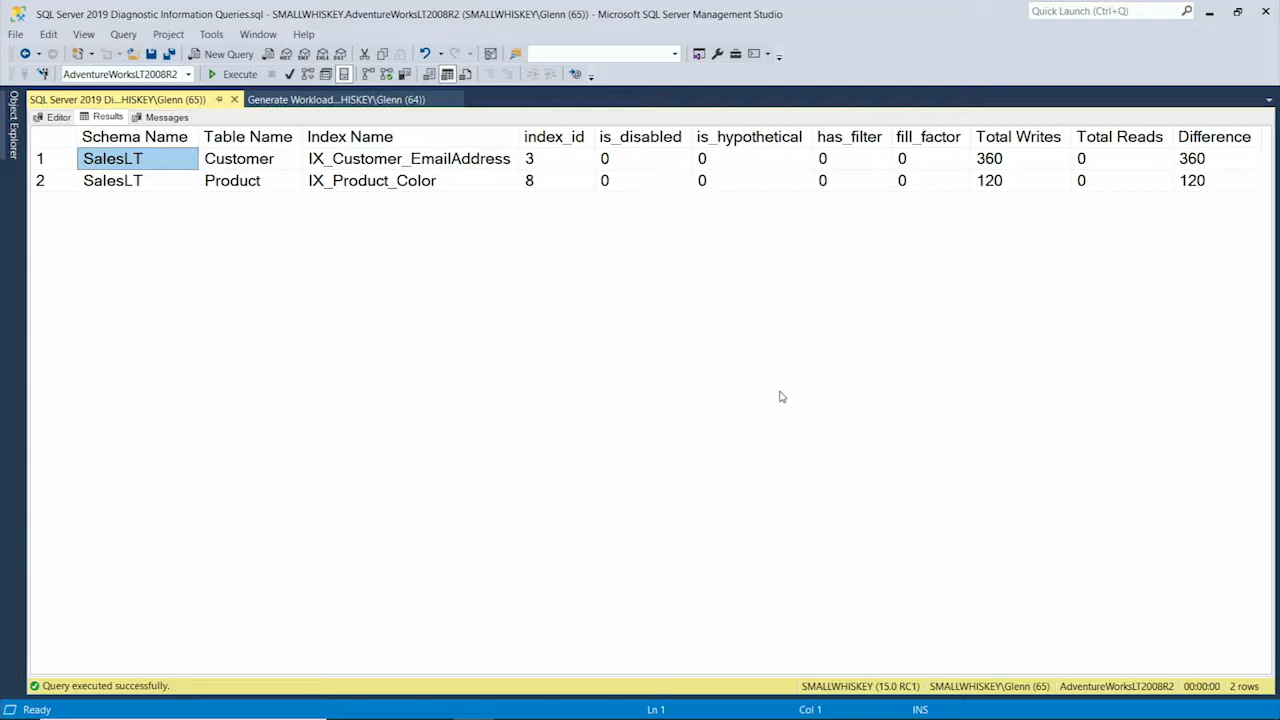 SQL Server 2019 Diagnostic Information Queries.sql - SMALLWHISKEY.AdventureWorksLT2008R2 (SMALLWHISKEY\Glenn (65)) - Microsoft SQL Server Management Studio
Quick Launch (Ctrl+Q)
File Edit View Query Project Tools Window Help
New Query
AdventureWorksLT2008R2 Execute
Object Explorer
SQL Server 2019 Di...HISKEY\Glenn (65)) Generate Workload...HISKEY\Glenn (64))
Editor Results Messages
Schema Name Table Name Index Name index_id is_disabled is_hypothetical has_filter fill_factor Total Writes Total Reads Difference
1 SalesLT Customer IX_Customer_EmailAddress 3 0 0 0 0 360 0 360
2 SalesLT Product IX_Product_Color 8 0 0 0 0 120 0 120
Query executed successfully. SMALLWHISKEY (15.0 RC1) SMALLWHISKEY\Glenn (65) AdventureWorksLT2008R2 00:00:00 2 rows
Ready Ln 1 Col 1 INS